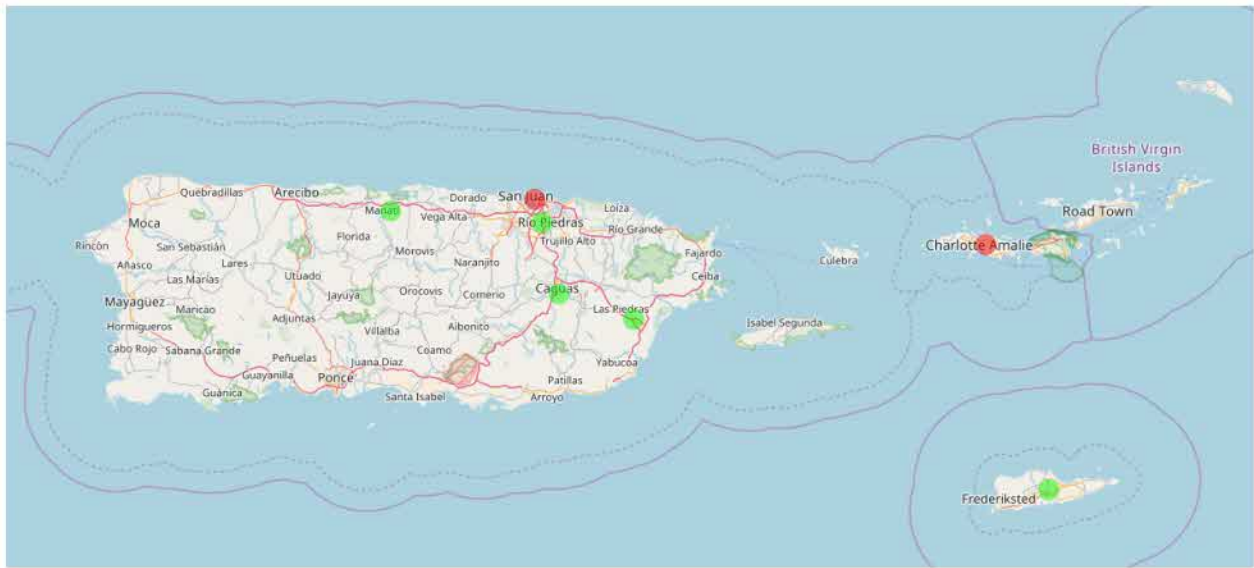 British Virgin
Islands
Road Town
Quebradillas
Arecibo
Dorado
San Juan
Manatí
Vega Alta
Loíza
Moca
Río Piedras
Río Grande
Trujillo Alto
Florida
Rincón
San Sebastián
Morovis
Charlotte Amalie
Fajardo
Culebra
Añasco
Lares
Naranjito
Utuado
Ceiba
Las Marías
Caguas
Jayuya
Orocovis
Comerío
Mayagüez
Maricao
Las Piedras
Adjuntas
Hormigueros
Villalba
Aibonito
Isabel Segunda
Cabo Rojo
Sabana Grande
Coamo
Peñuelas
Juana Díaz
Yabucoa
Guayanilla
Ponce
Patillas
Guánica
Santa Isabel
Arroyo
Frederiksted